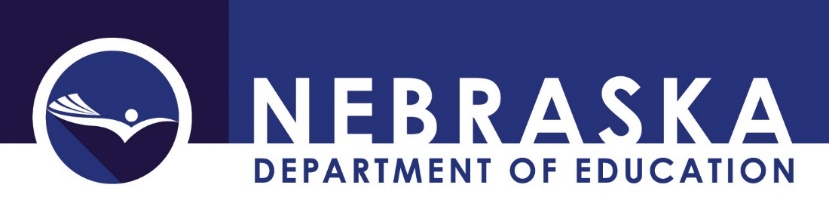 NEBRASKA
DEPARTMENT OF EDUCATION